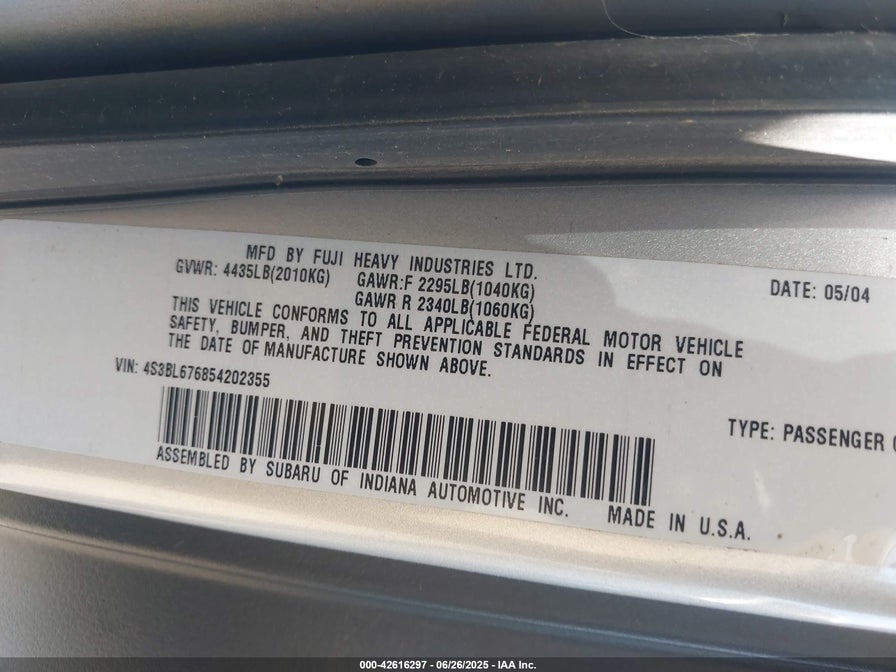 MFD BY FUJI HEAVY INDUSTRIES LTD.
GVWR: 4435LB(2010KG) GAWR:F 2295LB(1040KG) DATE: 05/04
GAWR R 2340LB(1060KG)
THIS VEHICLE CONFORMS TO ALL APPLICABLE FEDERAL MOTOR VEHICLE
SAFETY, BUMPER, AND THEFT PREVENTION STANDARDS IN EFFECT ON
THE DATE OF MANUFACTURE SHOWN ABOVE.
VIN: 4S3BL676854202355
TYPE: PASSENGER
ASSEMBLED BY SUBARU OF INDIANA AUTOMOTIVE INC. MADE IN U.S.A.
000-42616297 - 06/26/2025 - IAA Inc.